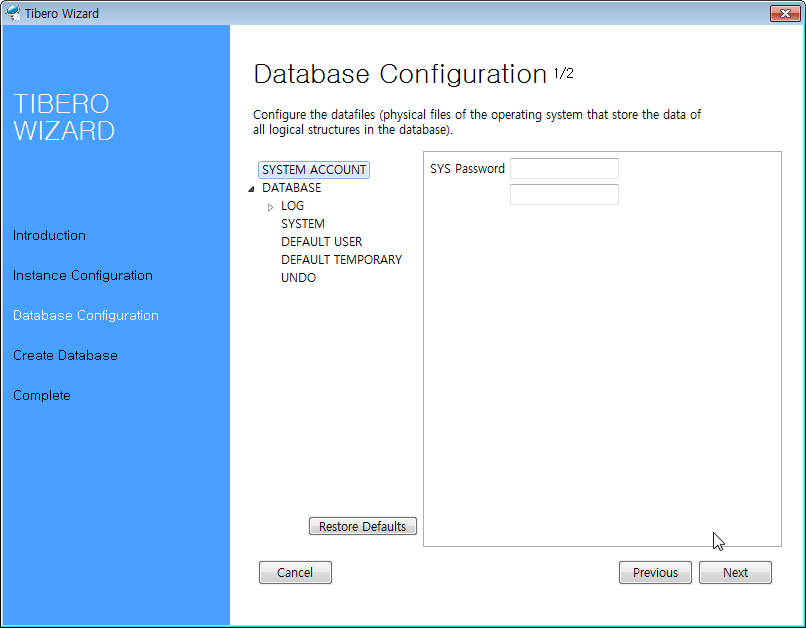 Tibero Wizard
TIBERO
WIZARD
Introduction
Instance Configuration
Database Configuration
Create Database
Complete
Database Configuration 1/2
Configure the datafiles (physical files of the operating system that store the data of
all logical structures in the database).
SYSTEM ACCOUNT
DATABASE
LOG
SYSTEM
DEFAULT USER
DEFAULT TEMPORARY
UNDO
SYS Password
Restore Defaults
Cancel
Previous
Next